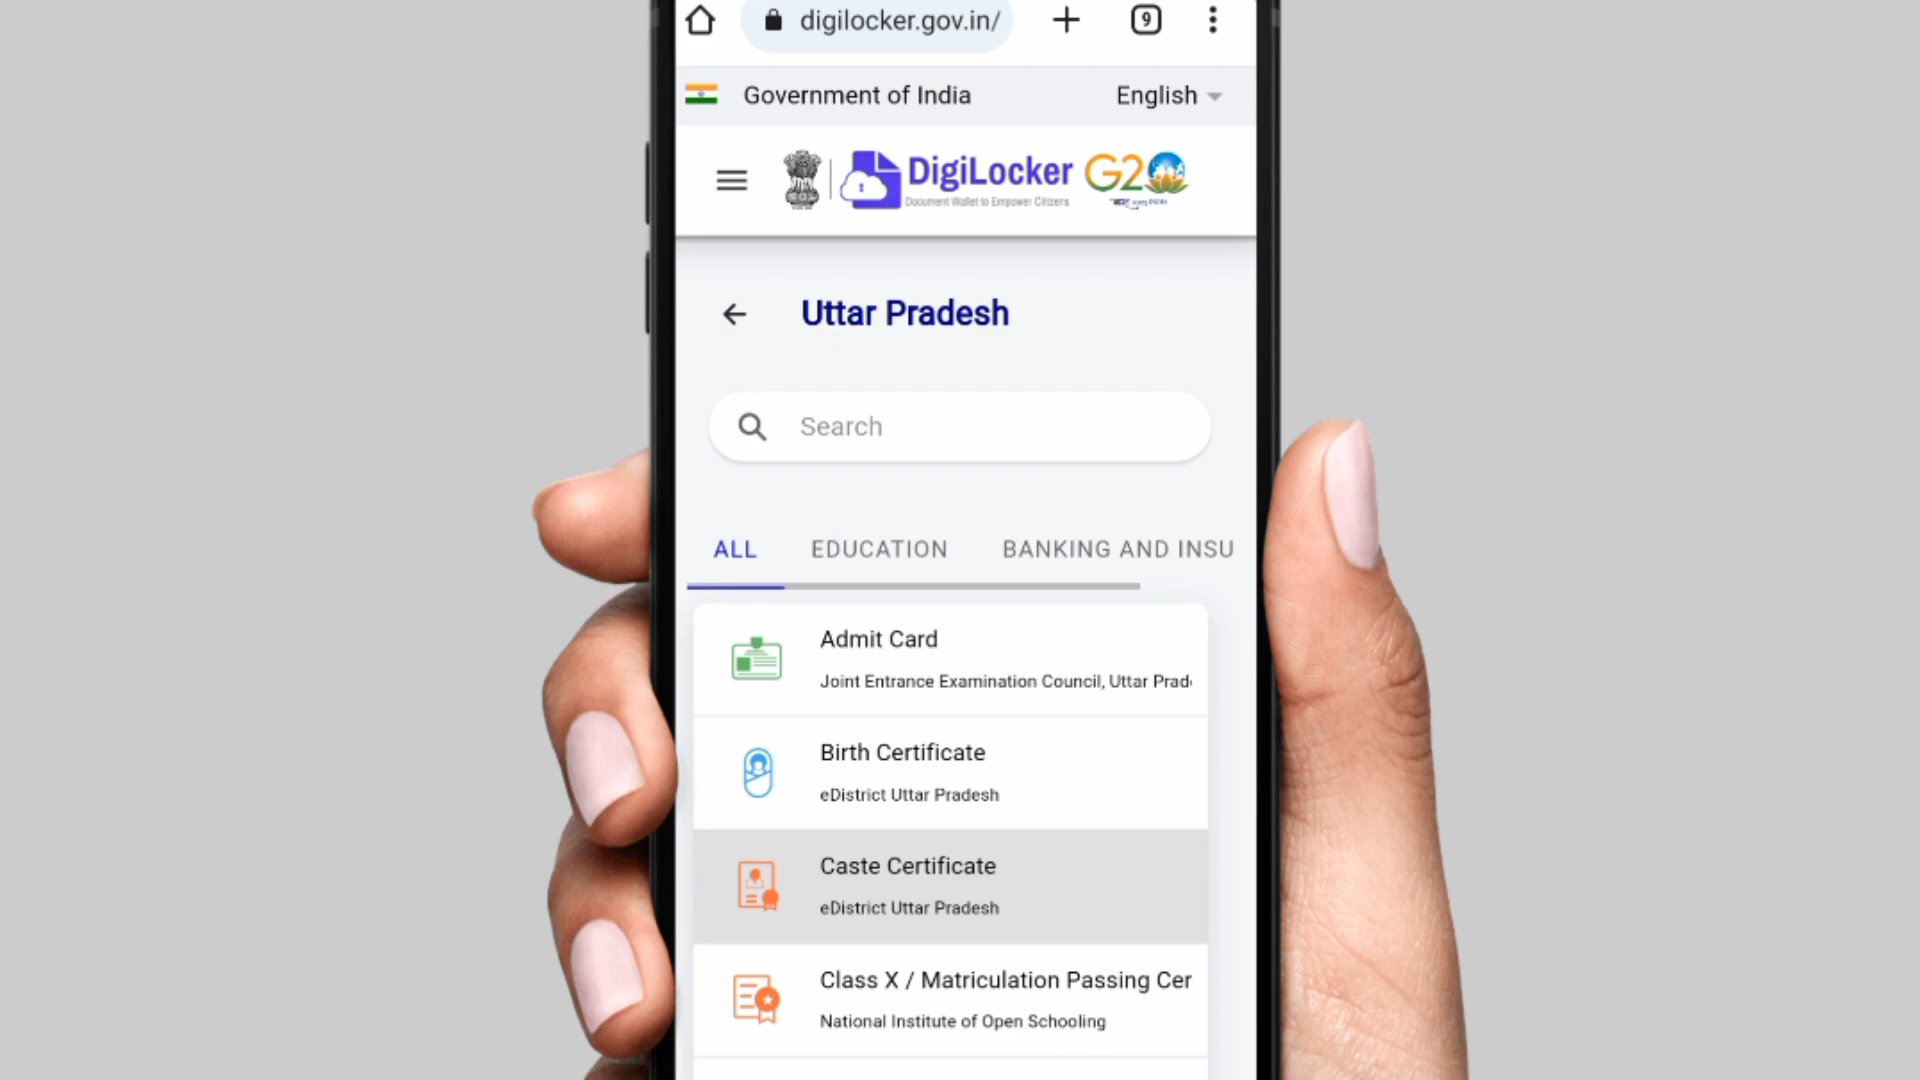 digilocker.gov.in/
9
Government of India
English
DigiLocker
G20
Document Wallet to Empower Citizens
Uttar Pradesh
Search
ALL
EDUCATION
BANKING AND INSU
Admit Card
Joint Entrance Examination Council, Uttar Prad
Birth Certificate
eDistrict Uttar Pradesh
Caste Certificate
eDistrict Uttar Pradesh
Class X / Matriculation Passing Cer
National Institute of Open Schooling